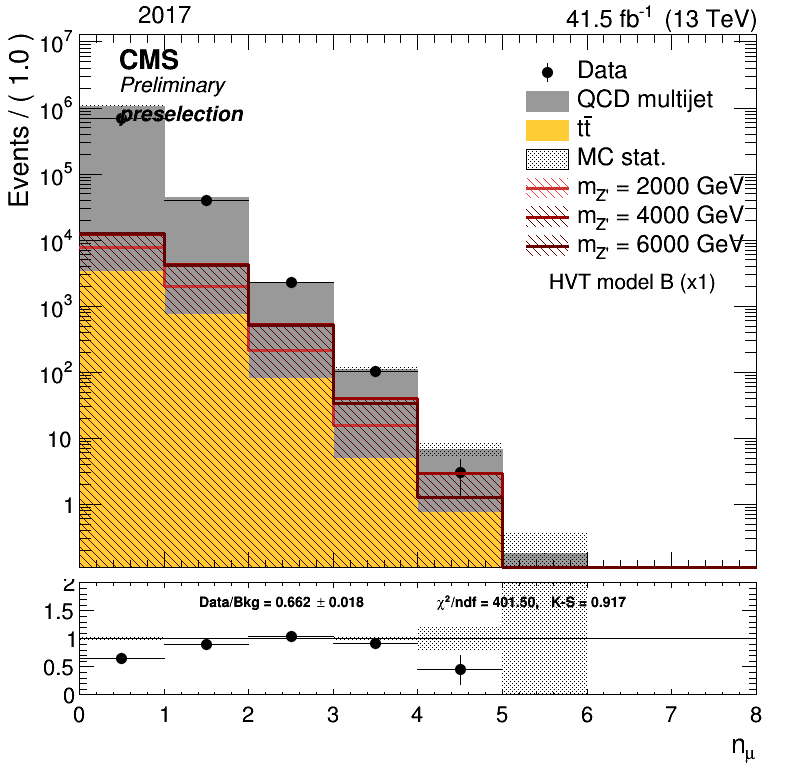 2017
41.5 fb⁻¹ (13 TeV)
Events / ( 1.0 )
10⁷
10⁶
10⁵
10⁴
10³
10²
10
1
CMS
Preliminary
preselection
Data
QCD multijet
tt̄
MC stat.
m_Z' = 2000 GeV
m_Z' = 4000 GeV
m_Z' = 6000 GeV
HVT model B (x1)
2
1.5
1
0.5
0
Data/Bkg = 0.662 ± 0.018
χ²/ndf = 401.50, K-S = 0.917
0 1 2 3 4 5 6 7 8
n_μ